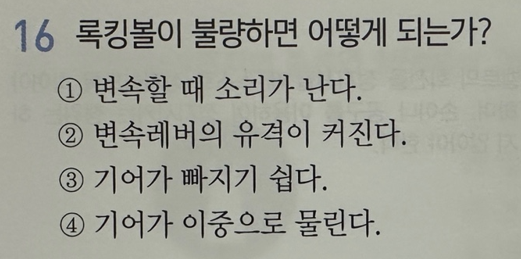 16 록킹볼이 불량하면 어떻게 되는가?
① 변속할 때 소리가 난다.
② 변속레버의 유격이 커진다.
③ 기어가 빠지기 쉽다.
④ 기어가 이중으로 물린다.